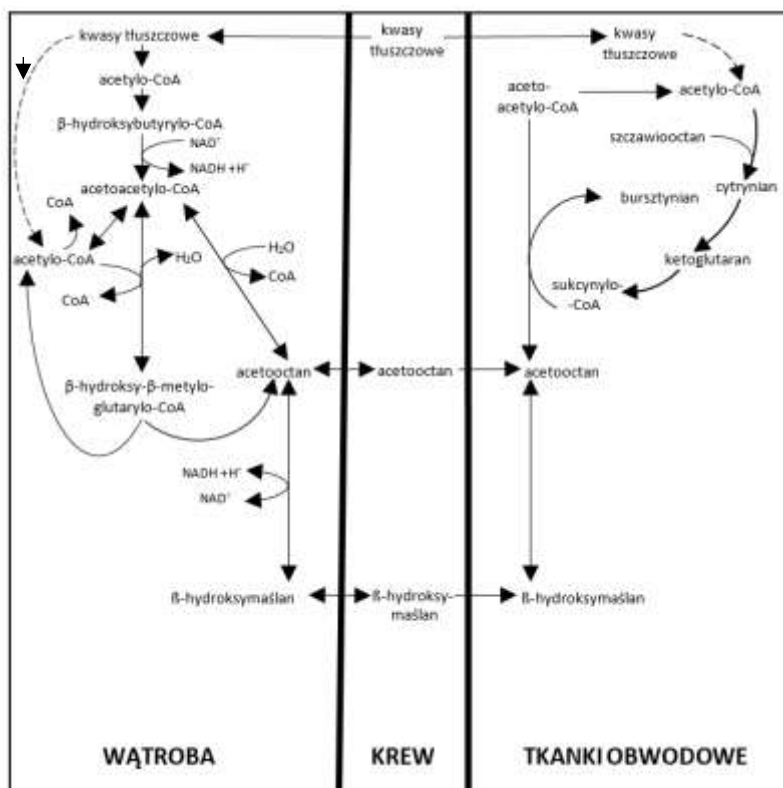 kwasy tłuszczowe
acetylo-CoA
β-hydroksybutyrylo-CoA
NAD⁺
NADH +H⁺
acetoacetylo-CoA
CoA
acetylo-CoA
H₂O
CoA
H₂O
CoA
β-hydroksy-β-metylo-
glutarylo-CoA
acetooctan
NADH +H⁺
NAD⁺
ß-hydroksymaślan
WĄTROBA
kwasy
tłuszczowe
acetooctan
ß-hydroksy-
maślan
KREW
kwasy
tłuszczowe
aceto-
acetylo-CoA
acetylo-CoA
szczawiooctan
bursztynian
cytrynian
ketoglutaran
sukcynylo-
-CoA
acetooctan
ß-hydroksymaślan
TKANKI OBWODOWE